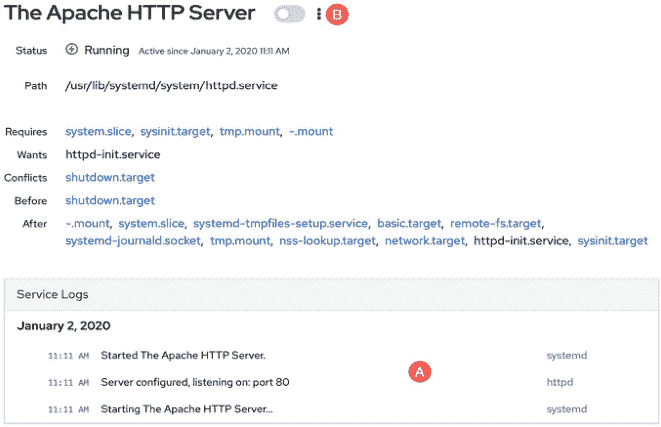 The Apache HTTP Server B
Status Running Active since January 2, 2020 11:11 AM
Path /usr/lib/systemd/system/httpd.service
Requires system.slice, sysinit.target, tmp.mount, -.mount
Wants httpd-init.service
Conflicts shutdown.target
Before shutdown.target
After -.mount, system.slice, systemd-tmpfiles-setup.service, basic.target, remote-fs.target,
systemd-journald.socket, tmp.mount, nss-lookup.target, network.target, httpd-init.service, sysinit.target
Service Logs
January 2, 2020
11:11 AM Started The Apache HTTP Server. systemd
11:11 AM Server configured, listening on: port 80 A httpd
11:11 AM Starting The Apache HTTP Server... systemd